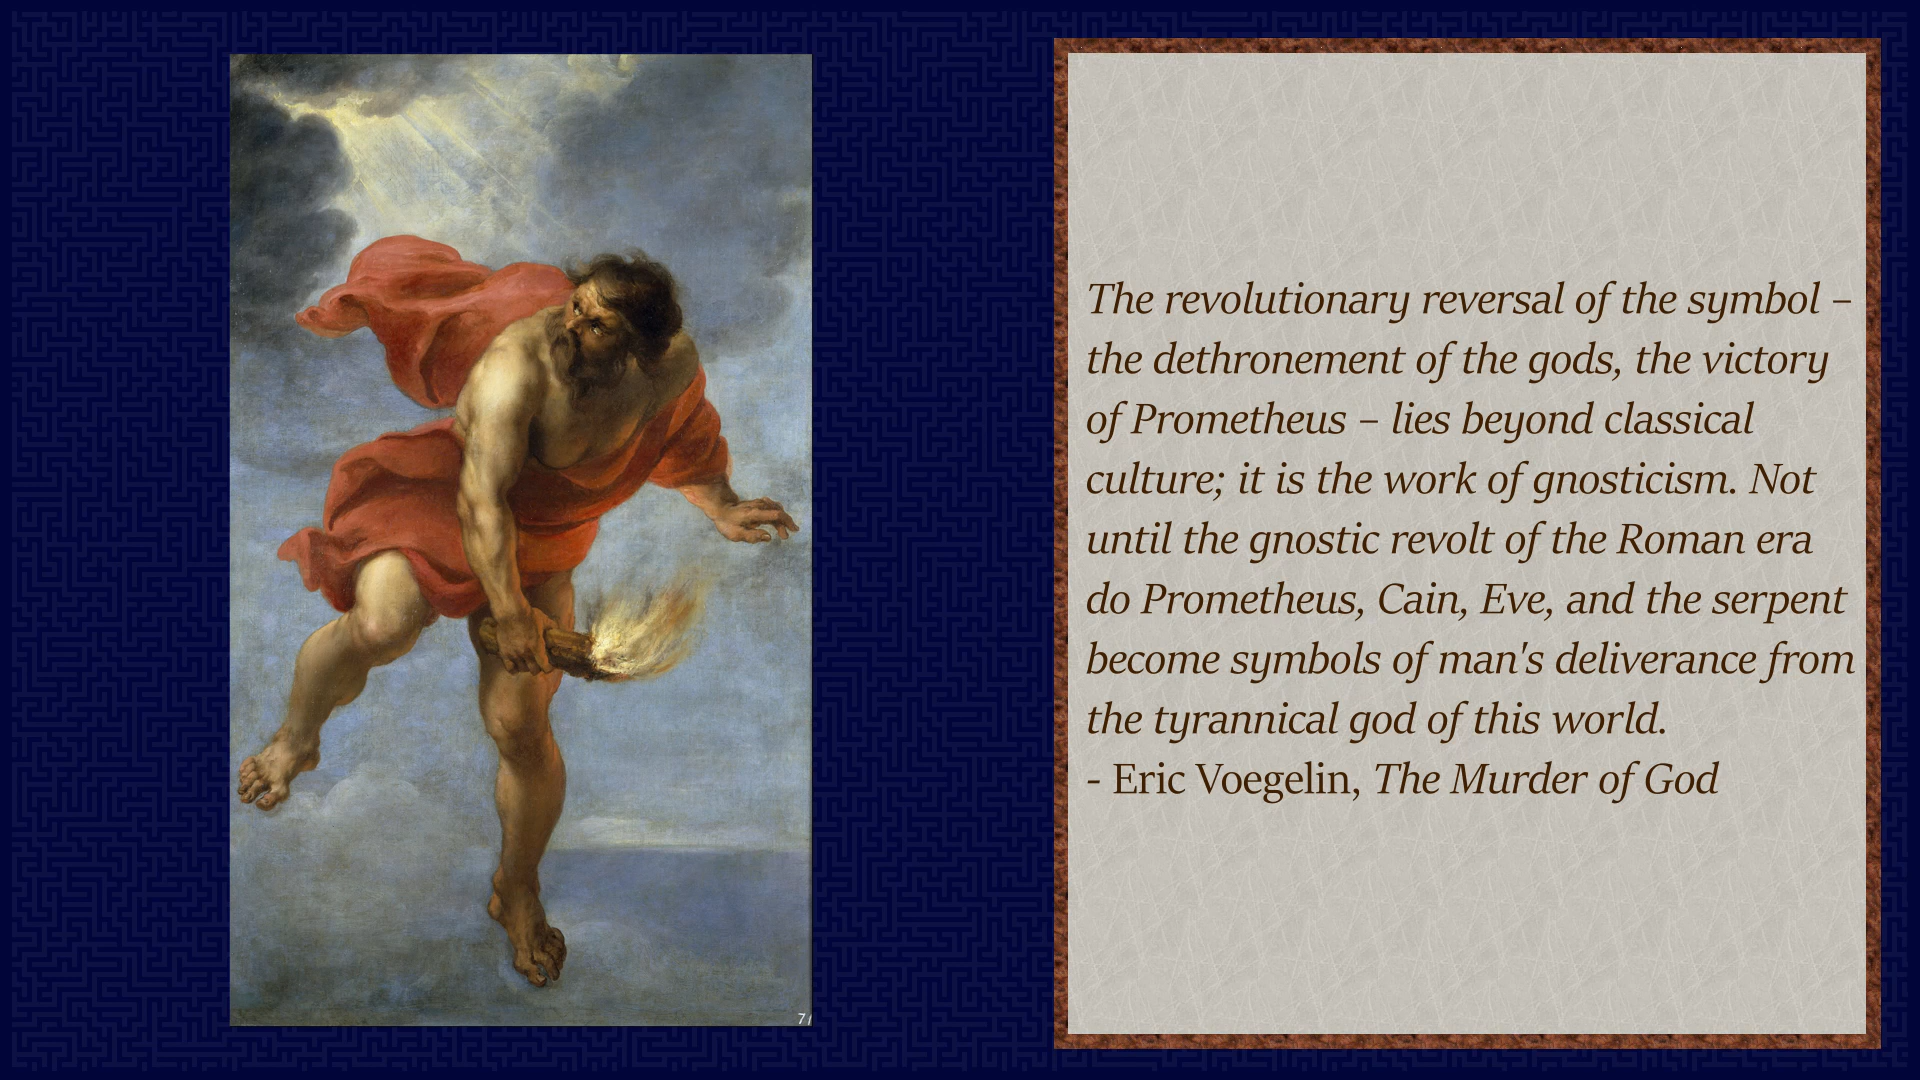 The revolutionary reversal of the symbol –
the dethronement of the gods, the victory
of Prometheus – lies beyond classical
culture; it is the work of gnosticism. Not
until the gnostic revolt of the Roman era
do Prometheus, Cain, Eve, and the serpent
become symbols of man's deliverance from
the tyrannical god of this world.
- Eric Voegelin, The Murder of God